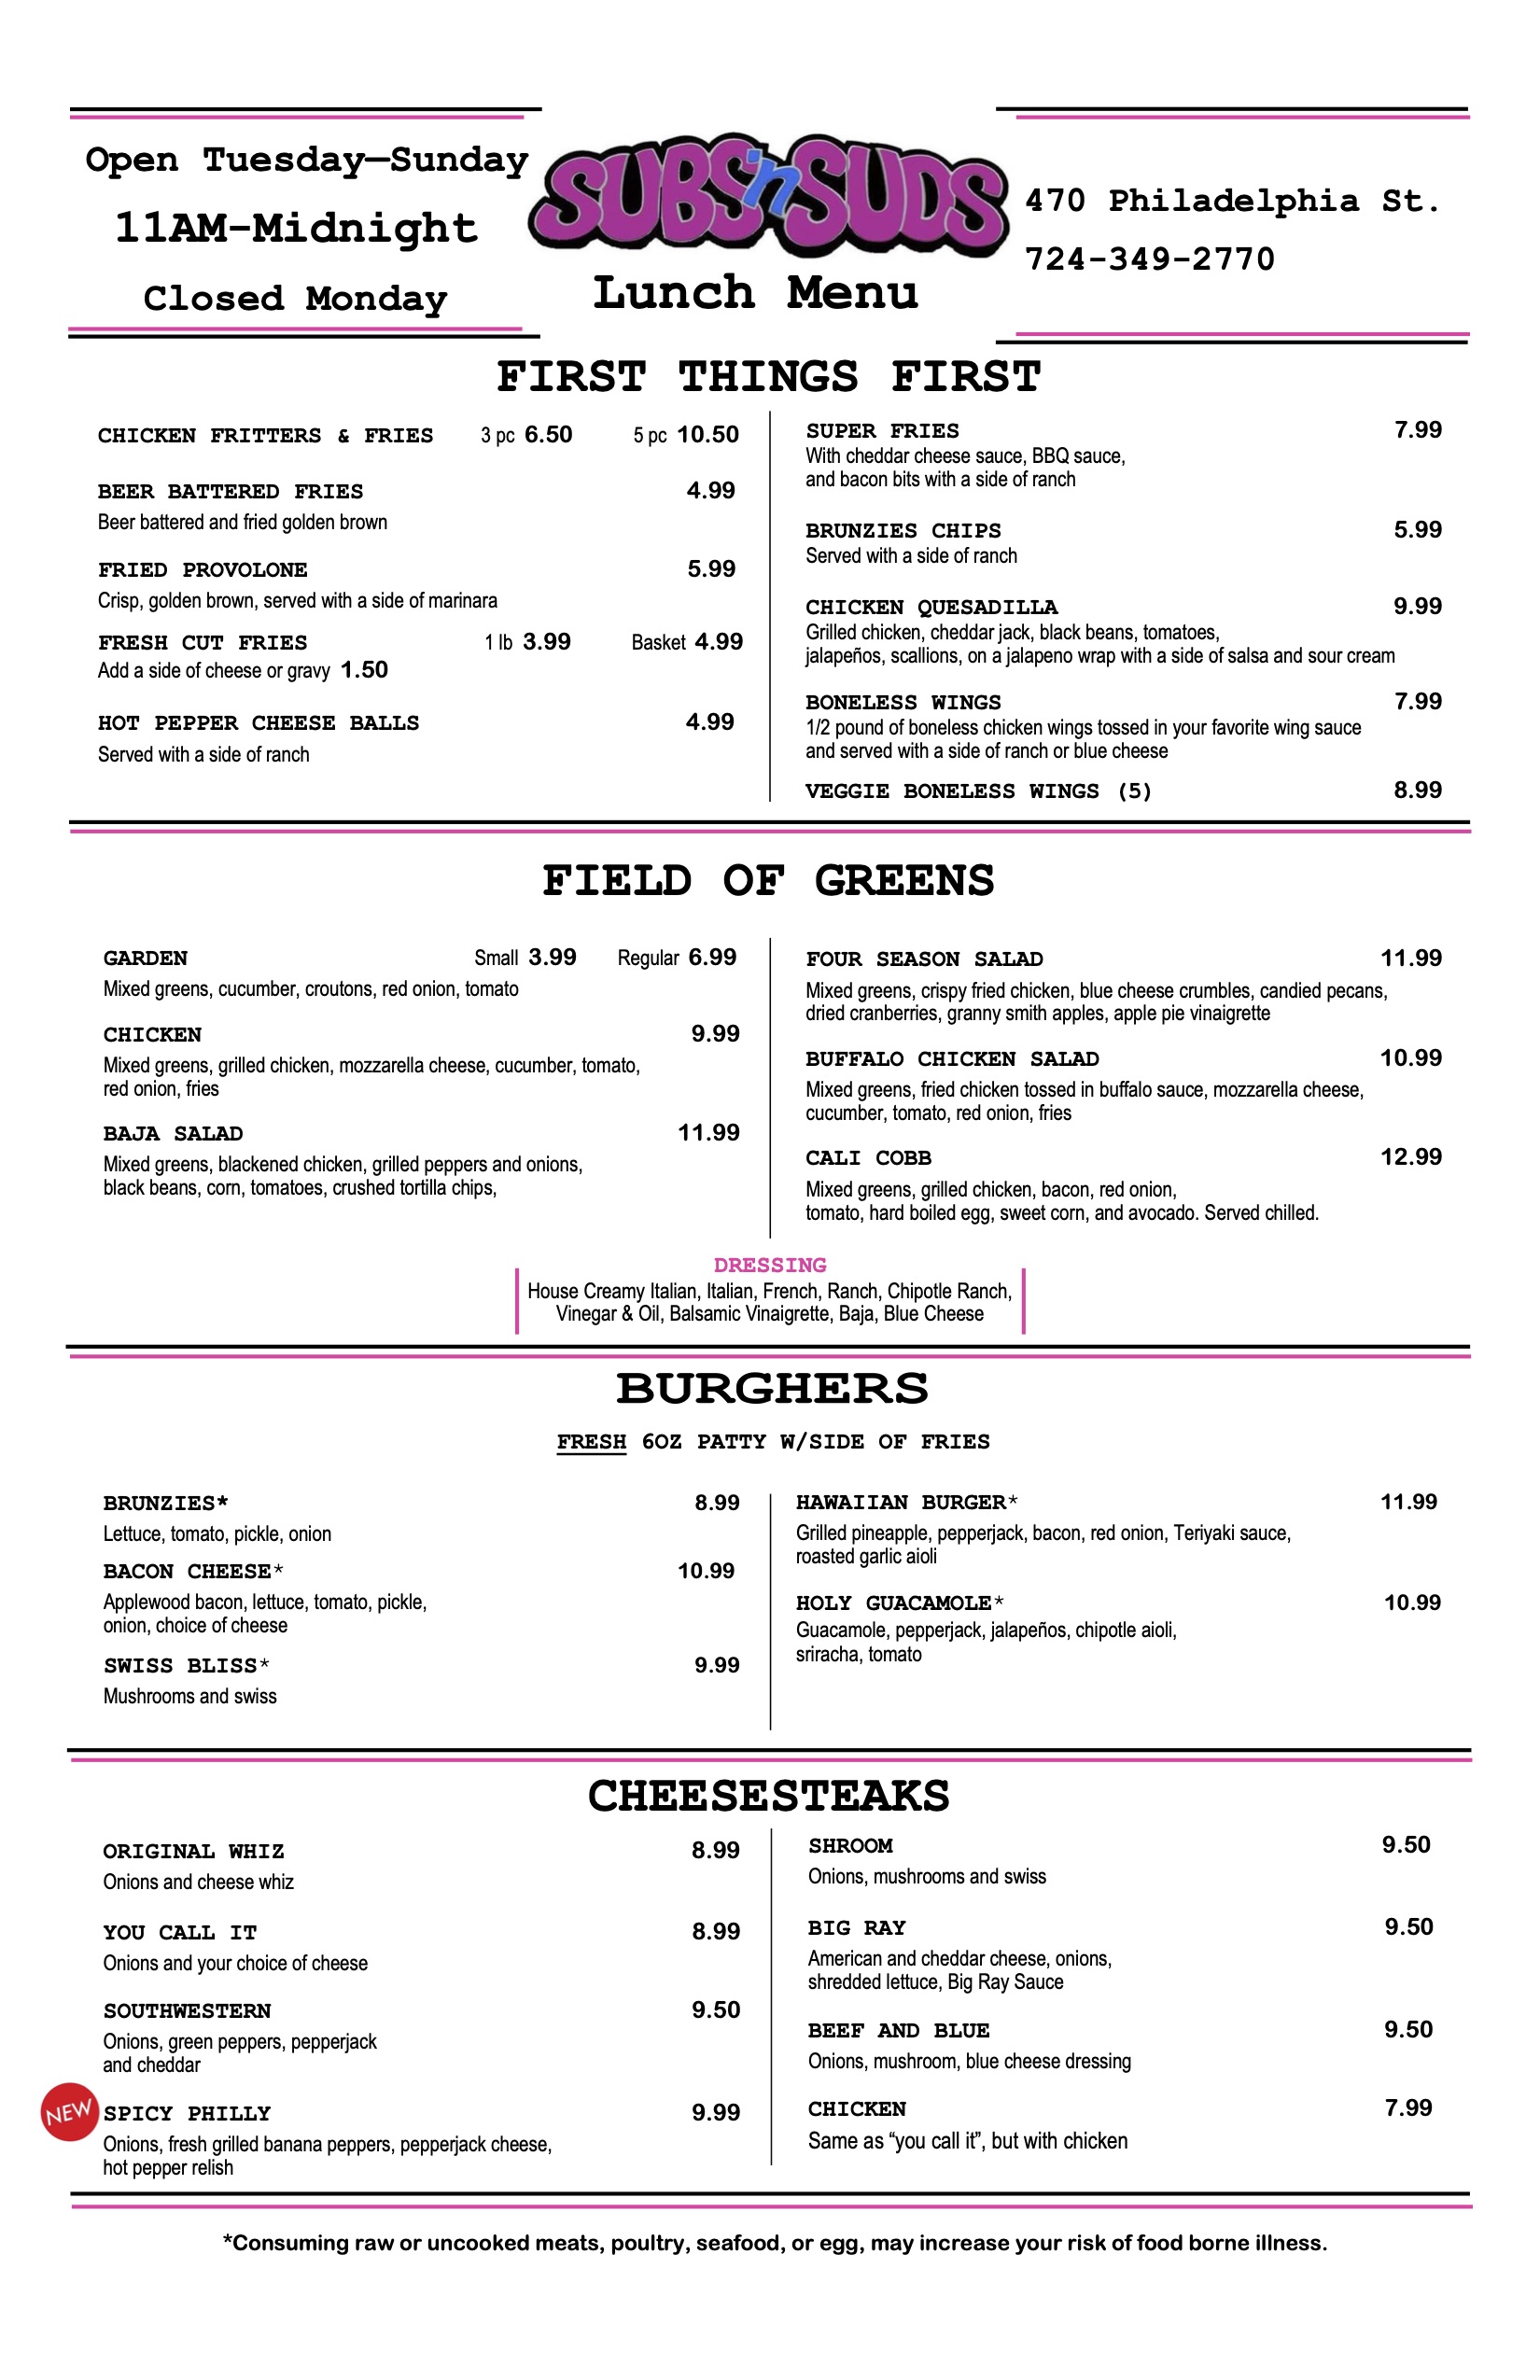 Open Tuesday—Sunday
11AM-Midnight
Closed Monday
SUBS'nSUDS
Lunch Menu
470 Philadelphia St.
724-349-2770
FIRST THINGS FIRST
CHICKEN FRITTERS & FRIES 3 pc 6.50 5 pc 10.50
BEER BATTERED FRIES 4.99
Beer battered and fried golden brown
FRIED PROVOLONE 5.99
Crisp, golden brown, served with a side of marinara
FRESH CUT FRIES 1 lb 3.99 Basket 4.99
Add a side of cheese or gravy 1.50
HOT PEPPER CHEESE BALLS 4.99
Served with a side of ranch
SUPER FRIES 7.99
With cheddar cheese sauce, BBQ sauce,
and bacon bits with a side of ranch
BRUNZIES CHIPS 5.99
Served with a side of ranch
CHICKEN QUESADILLA 9.99
Grilled chicken, cheddar jack, black beans, tomatoes,
jalapeños, scallions, on a jalapeno wrap with a side of salsa and sour cream
BONELESS WINGS 7.99
1/2 pound of boneless chicken wings tossed in your favorite wing sauce
and served with a side of ranch or blue cheese
VEGGIE BONELESS WINGS (5) 8.99
FIELD OF GREENS
GARDEN Small 3.99 Regular 6.99
Mixed greens, cucumber, croutons, red onion, tomato
CHICKEN 9.99
Mixed greens, grilled chicken, mozzarella cheese, cucumber, tomato,
red onion, fries
BAJA SALAD 11.99
Mixed greens, blackened chicken, grilled peppers and onions,
black beans, corn, tomatoes, crushed tortilla chips,
FOUR SEASON SALAD 11.99
Mixed greens, crispy fried chicken, blue cheese crumbles, candied pecans,
dried cranberries, granny smith apples, apple pie vinaigrette
BUFFALO CHICKEN SALAD 10.99
Mixed greens, fried chicken tossed in buffalo sauce, mozzarella cheese,
cucumber, tomato, red onion, fries
CALI COBB 12.99
Mixed greens, grilled chicken, bacon, red onion,
tomato, hard boiled egg, sweet corn, and avocado. Served chilled.
DRESSING
House Creamy Italian, Italian, French, Ranch, Chipotle Ranch,
Vinegar & Oil, Balsamic Vinaigrette, Baja, Blue Cheese
BURGHERS
FRESH 6OZ PATTY W/SIDE OF FRIES
BRUNZIES* 8.99
Lettuce, tomato, pickle, onion
BACON CHEESE* 10.99
Applewood bacon, lettuce, tomato, pickle,
onion, choice of cheese
SWISS BLISS* 9.99
Mushrooms and swiss
HAWAIIAN BURGER* 11.99
Grilled pineapple, pepperjack, bacon, red onion, Teriyaki sauce,
roasted garlic aioli
HOLY GUACAMOLE* 10.99
Guacamole, pepperjack, jalapeños, chipotle aioli,
sriracha, tomato
CHEESESTEAKS
ORIGINAL WHIZ 8.99
Onions and cheese whiz
YOU CALL IT 8.99
Onions and your choice of cheese
SOUTHWESTERN 9.50
Onions, green peppers, pepperjack
and cheddar
NEW SPICY PHILLY 9.99
Onions, fresh grilled banana peppers, pepperjack cheese,
hot pepper relish
SHROOM 9.50
Onions, mushrooms and swiss
BIG RAY 9.50
American and cheddar cheese, onions,
shredded lettuce, Big Ray Sauce
BEEF AND BLUE 9.50
Onions, mushroom, blue cheese dressing
CHICKEN 7.99
Same as “you call it”, but with chicken
*Consuming raw or uncooked meats, poultry, seafood, or egg, may increase your risk of food borne illness.